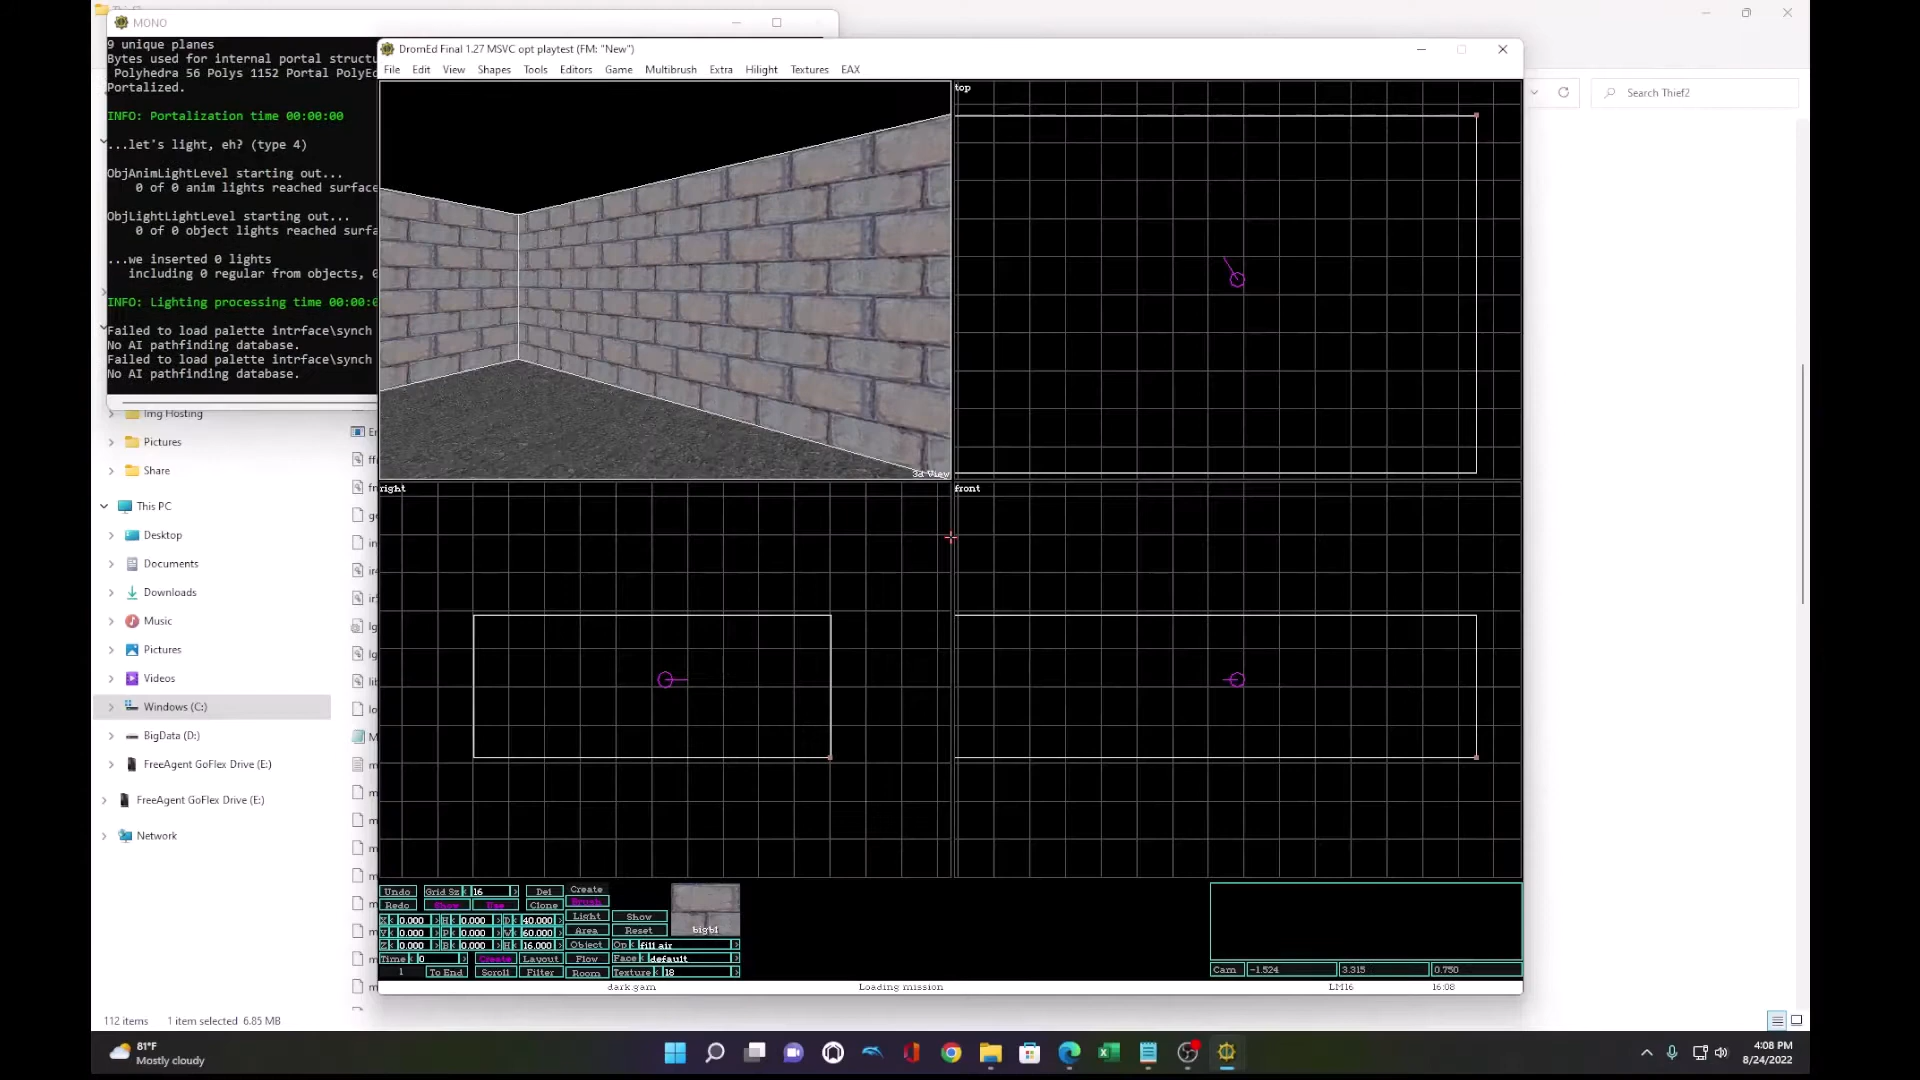 MONO
9 unique planes
Bytes used for internal portal structu
Polyhedra 56 Polys 1152 Portal PolyEd
Portalized.
INFO: Portalization time 00:00:00
...let's light, eh? (type 4)
ObjAnimLightLevel starting out...
0 of 0 anim lights reached surface
ObjLightLightLevel starting out...
0 of 0 object lights reached surfa
...we inserted 0 lights
including 0 regular from objects, 0
INFO: Lighting processing time 00:00:0
Failed to load palette intrface\synch
No AI pathfinding database.
Failed to load palette intrface\synch
No AI pathfinding database.
Img Hosting
Pictures
Share
This PC
Desktop
Documents
Downloads
Music
Pictures
Videos
Windows (C:)
BigData (D:)
FreeAgent GoFlex Drive (E:)
FreeAgent GoFlex Drive (E:)
Network
112 items 1 item selected 6.85 MB
DromEd Final 1.27 MSVC opt playtest (FM: "New")
File Edit View Shapes Tools Editors Game Multibrush Extra Hilight Textures EAX
top
3d View
right
front
Undo Grid Sz 16 Del Create
Redo Show Use Clone Brush
Light Show
X 0.000 H 0.000 D 40.000
Y 0.000 P 0.000 W 60.000 Area Reset bigb1
Z 0.000 B 0.000 H 16.000 Object Op fill air
Time 0 Create Layout Flow Face default
1 To End Scroll Filter Room Texture 18
Cam -1.524 3.315 0.750
dark.gam Loading mission LM16 16:08
Search Thief2
81°F
Mostly cloudy
4:08 PM
8/24/2022